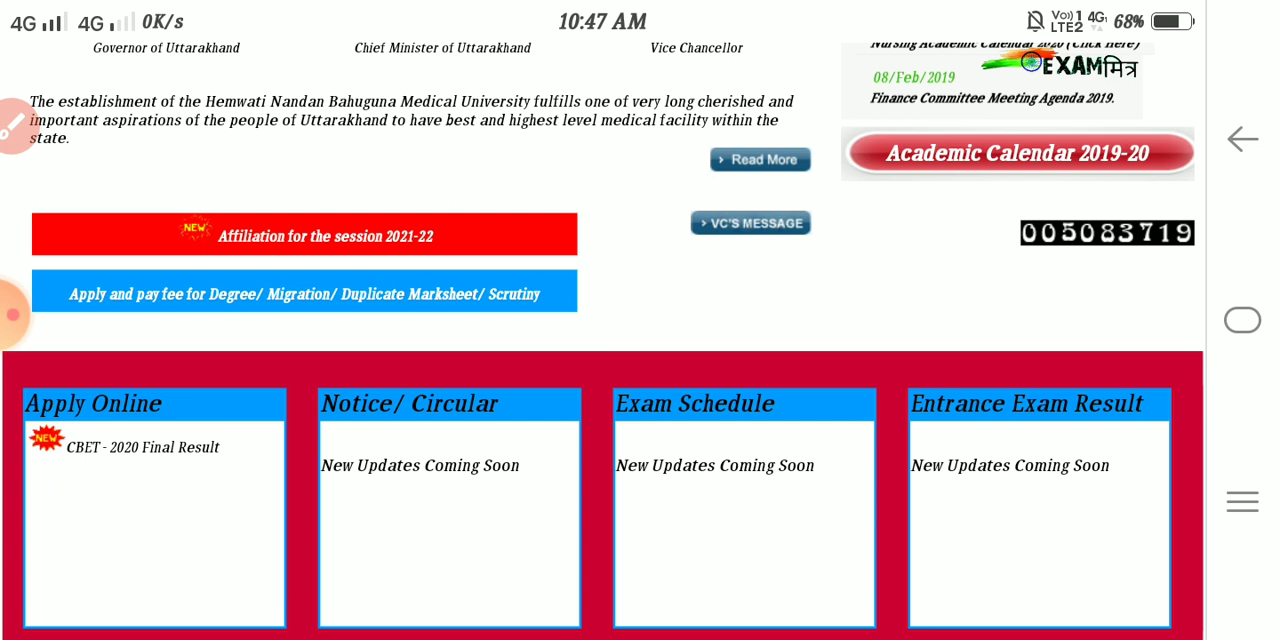 4G 4G 0K/s 10:47 AM Vo) 1 LTE2 4G 68%
Governor of Uttarakhand Chief Minister of Uttarakhand Vice Chancellor
Nursing Academic Calendar 2020 (Click Here)
EXAMमित्र
08/Feb/2019
Finance Committee Meeting Agenda 2019.
The establishment of the Hemwati Nandan Bahuguna Medical University fulfills one of very long cherished and
important aspirations of the people of Uttarakhand to have best and highest level medical facility within the
state.
› Read More
Academic Calendar 2019-20
NEW Affiliation for the session 2021-22
› VC'S MESSAGE
005083719
Apply and pay fee for Degree/ Migration/ Duplicate Marksheet/ Scrutiny
Apply Online
NEW CBET - 2020 Final Result
Notice/ Circular
New Updates Coming Soon
Exam Schedule
New Updates Coming Soon
Entrance Exam Result
New Updates Coming Soon